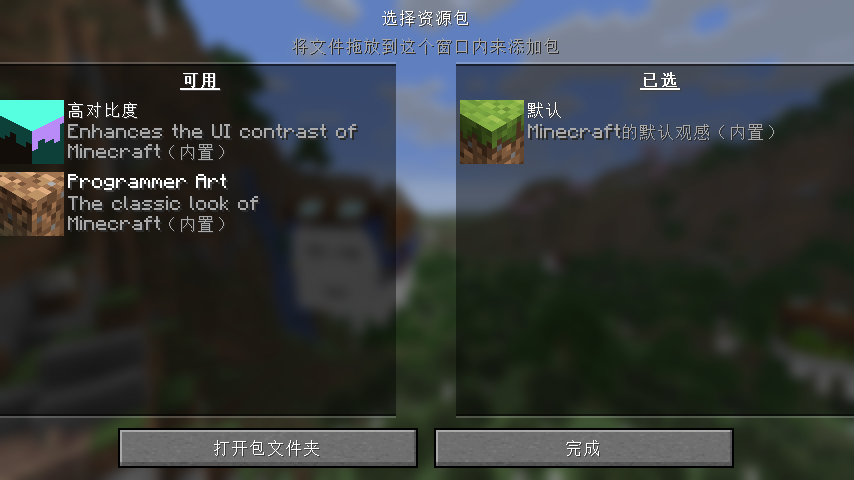 选择资源包
将文件拖放到这个窗口内来添加包
可用
高对比度
Enhances the UI contrast of
Minecraft（内置）
Programmer Art
The classic look of
Minecraft（内置）
已选
默认
Minecraft的默认观感（内置）
打开包文件夹
完成